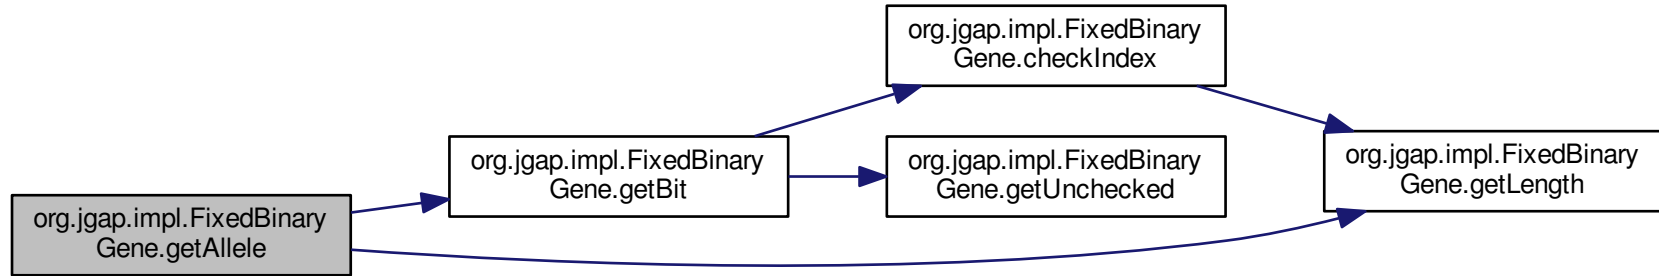 org.jgap.impl.FixedBinary
Gene.getAllele
org.jgap.impl.FixedBinary
Gene.getBit
org.jgap.impl.FixedBinary
Gene.checkIndex
org.jgap.impl.FixedBinary
Gene.getUnchecked
org.jgap.impl.FixedBinary
Gene.getLength